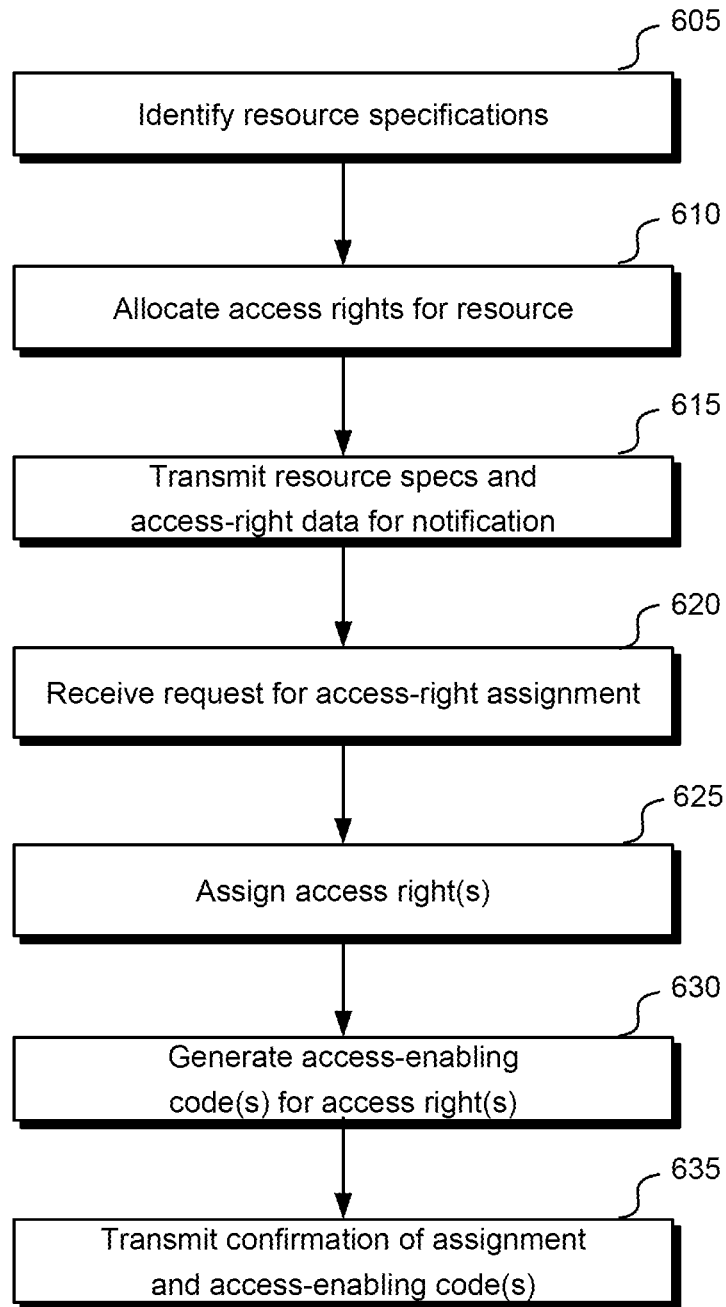 605
Identify resource specifications
610
Allocate access rights for resource
615
Transmit resource specs and
access-right data for notification
620
Receive request for access-right assignment
625
Assign access right(s)
630
Generate access-enabling
code(s) for access right(s)
635
Transmit confirmation of assignment
and access-enabling code(s)